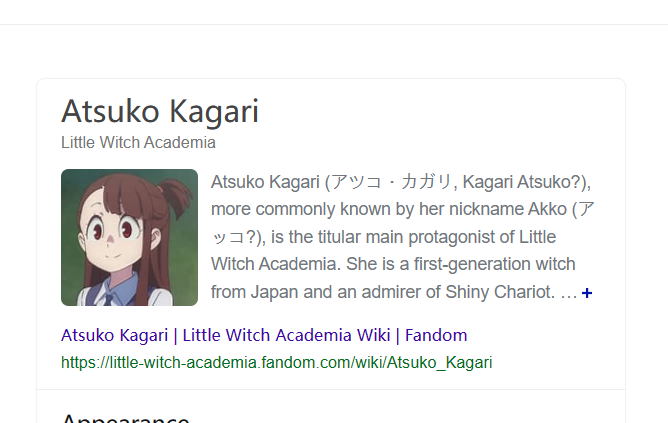 Atsuko Kagari
Little Witch Academia
Atsuko Kagari (アツコ・カガリ, Kagari Atsuko?),
more commonly known by her nickname Akko (ア
ッコ?), is the titular main protagonist of Little
Witch Academia. She is a first-generation witch
from Japan and an admirer of Shiny Chariot. … +
Atsuko Kagari | Little Witch Academia Wiki | Fandom
https://little-witch-academia.fandom.com/wiki/Atsuko_Kagari
Appearance